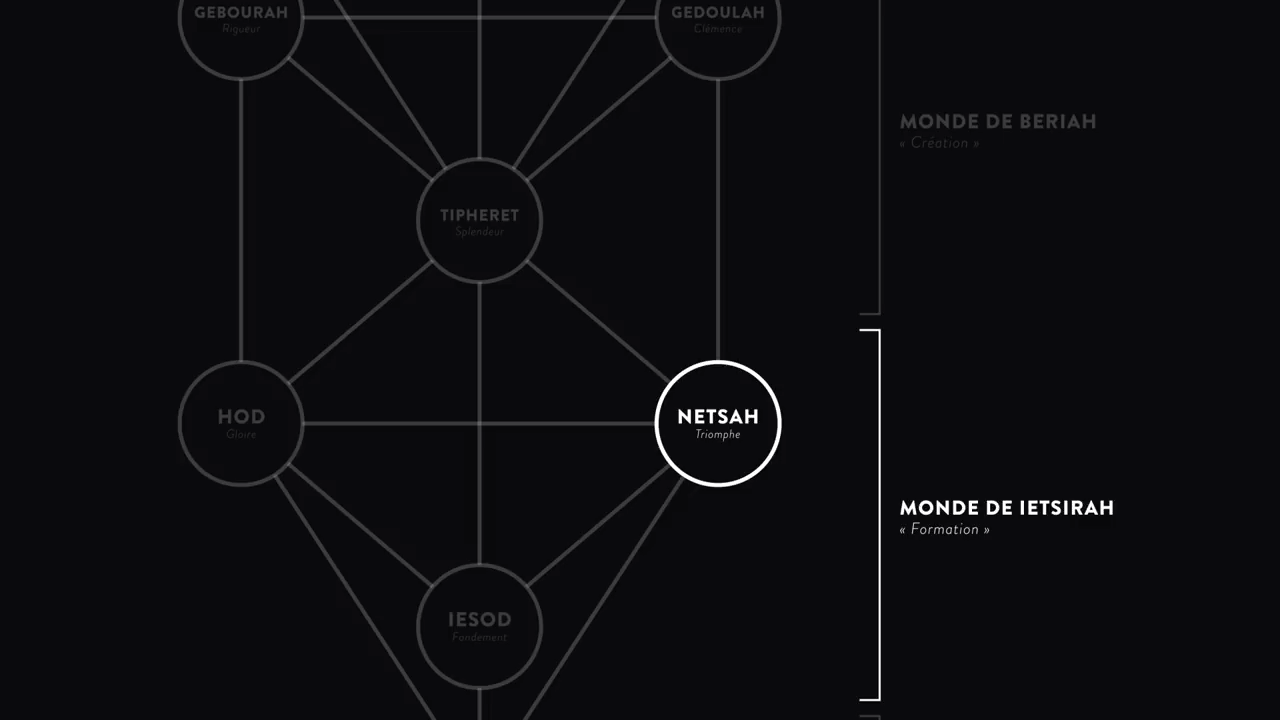 GEBOURAH
Rigueur
GEDOULAH
Clémence
MONDE DE BERIAH
« Création »
TIPHERET
Splendeur
HOD
Gloire
NETSAH
Triomphe
MONDE DE IETSIRAH
« Formation »
IESOD
Fondement